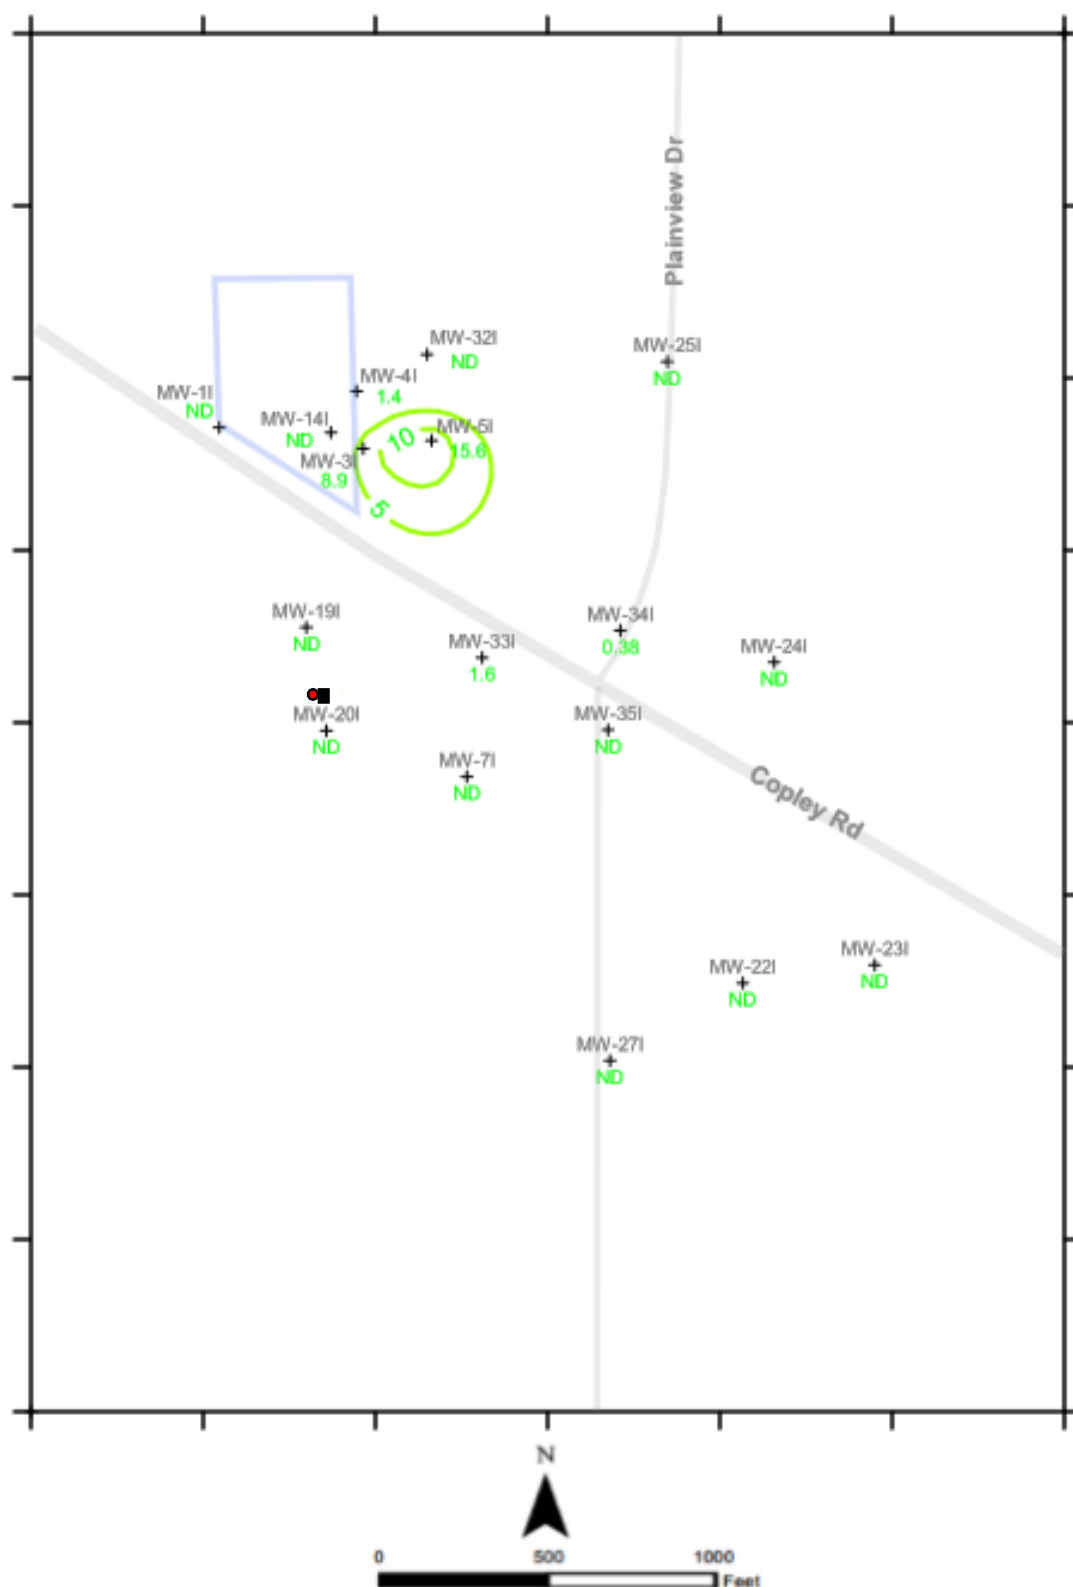 Plainview Dr
MW-32I
ND
MW-25I
ND
MW-4I
1.4
MW-1I
ND
MW-14I
ND
10
MW-5I
15.6
MW-3I
8.9
5
MW-19I
ND
MW-34I
0.38
MW-33I
1.6
MW-24I
ND
MW-20I
ND
MW-35I
ND
MW-7I
ND
Copley Rd
MW-23I
ND
MW-22I
ND
MW-27I
ND
N
0 500 1000
Feet